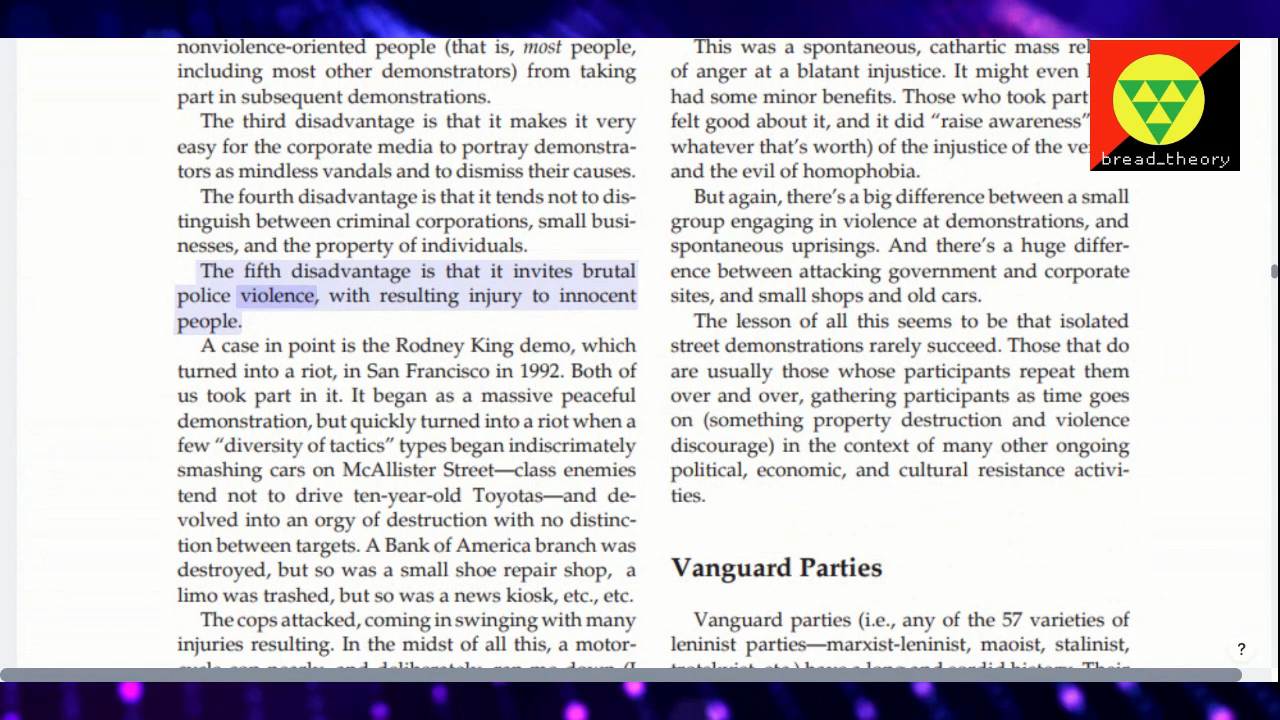 nonviolence-oriented people (that is, most people,
including most other demonstrators) from taking
part in subsequent demonstrations.
The third disadvantage is that it makes it very
easy for the corporate media to portray demonstra-
tors as mindless vandals and to dismiss their causes.
The fourth disadvantage is that it tends not to dis-
tinguish between criminal corporations, small busi-
nesses, and the property of individuals.
The fifth disadvantage is that it invites brutal
police violence, with resulting injury to innocent
people.
A case in point is the Rodney King demo, which
turned into a riot, in San Francisco in 1992. Both of
us took part in it. It began as a massive peaceful
demonstration, but quickly turned into a riot when a
few “diversity of tactics” types began indiscrimately
smashing cars on McAllister Street—class enemies
tend not to drive ten-year-old Toyotas—and de-
volved into an orgy of destruction with no distinc-
tion between targets. A Bank of America branch was
destroyed, but so was a small shoe repair shop, a
limo was trashed, but so was a news kiosk, etc., etc.
The cops attacked, coming in swinging with many
injuries resulting. In the midst of all this, a motor-
This was a spontaneous, cathartic mass
of anger at a blatant injustice. It might even
had some minor benefits. Those who took part
felt good about it, and it did “raise awareness”
whatever that’s worth) of the injustice of the
and the evil of homophobia.
But again, there’s a big difference between a small
group engaging in violence at demonstrations, and
spontaneous uprisings. And there’s a huge differ-
ence between attacking government and corporate
sites, and small shops and old cars.
The lesson of all this seems to be that isolated
street demonstrations rarely succeed. Those that do
are usually those whose participants repeat them
over and over, gathering participants as time goes
on (something property destruction and violence
discourage) in the context of many other ongoing
political, economic, and cultural resistance activi-
ties.
Vanguard Parties
Vanguard parties (i.e., any of the 57 varieties of
leninist parties—marxist-leninist, maoist, stalinist,
bread_theory
?